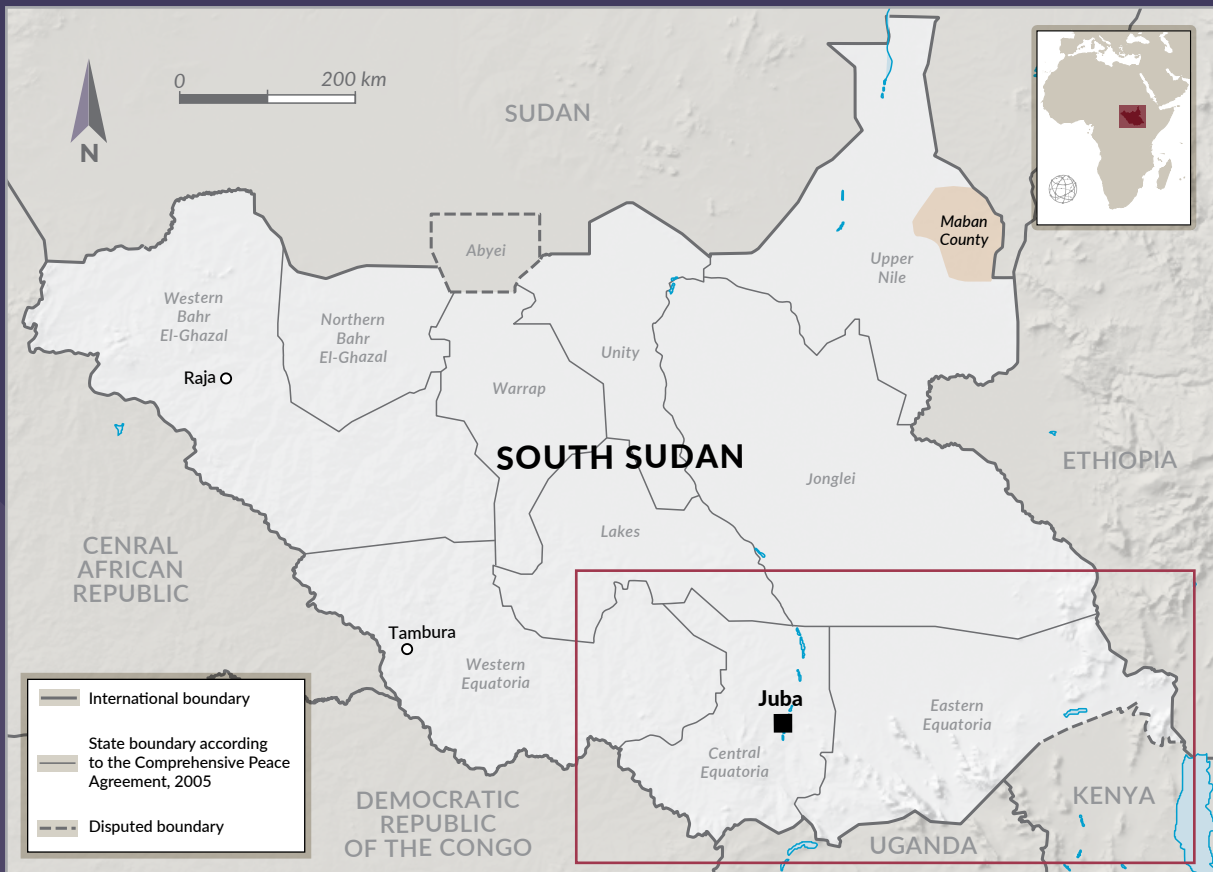 0
200 km
N
SUDAN
Maban
County
Abyei
Upper
Nile
Western
Bahr
El-Ghazal
Northern
Bahr
El-Ghazal
Unity
Raja
Warrap
SOUTH SUDAN
ETHIOPIA
Jonglei
Lakes
CENRAL
AFRICAN
REPUBLIC
Tambura
Western
Equatoria
Juba
Eastern
Equatoria
Central
Equatoria
International boundary
State boundary according
to the Comprehensive Peace
Agreement, 2005
Disputed boundary
DEMOCRATIC
REPUBLIC
OF THE CONGO
KENYA
UGANDA